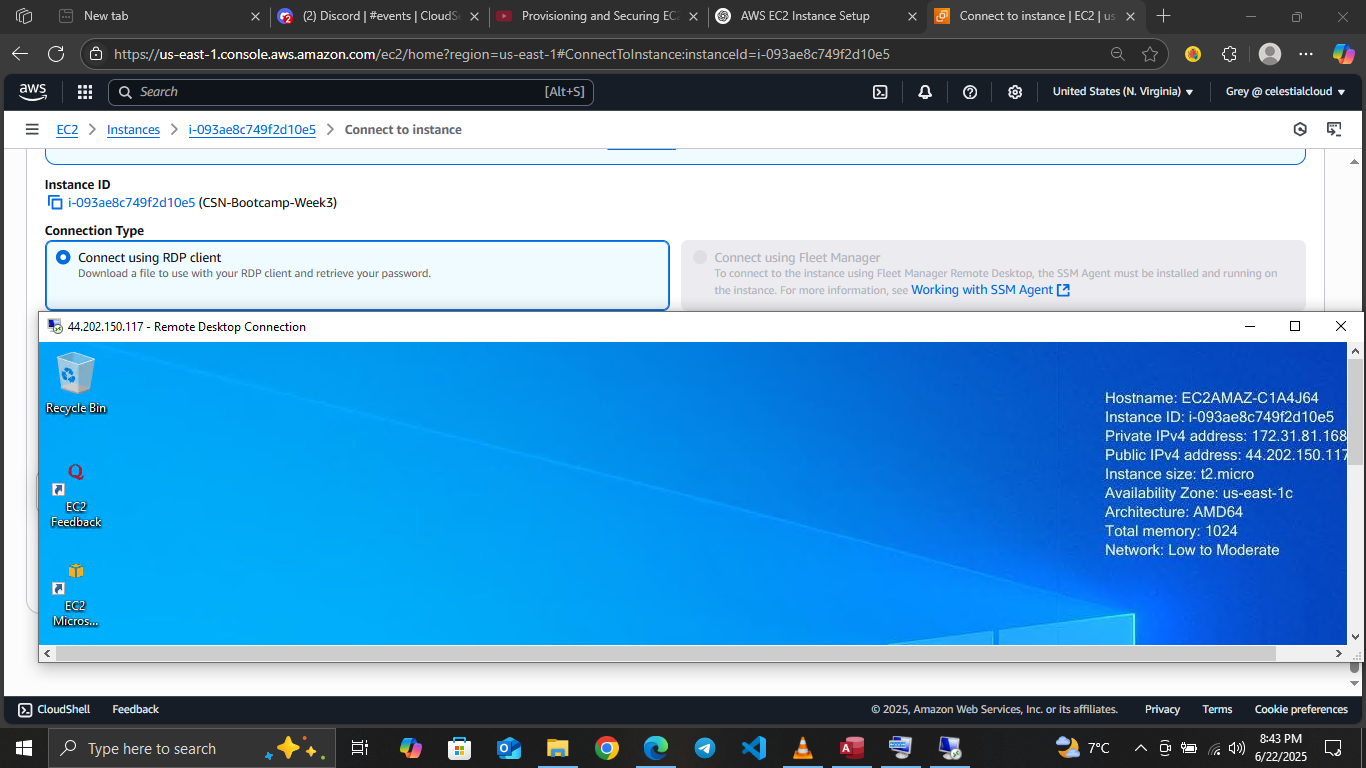 New tab
(2) Discord | #events | CloudSe
Provisioning and Securing EC2
AWS EC2 Instance Setup
Connect to instance | EC2 | us
https://us-east-1.console.aws.amazon.com/ec2/home?region=us-east-1#ConnectToInstance:instanceId=i-093ae8c749f2d10e5
aws
Search
[Alt+S]
United States (N. Virginia)
Grey @ celestialcloud
EC2
Instances
i-093ae8c749f2d10e5
Connect to instance
Instance ID
i-093ae8c749f2d10e5 (CSN-Bootcamp-Week3)
Connection Type
Connect using RDP client
Download a file to use with your RDP client and retrieve your password.
Connect using Fleet Manager
To connect to the instance using Fleet Manager Remote Desktop, the SSM Agent must be installed and running on
the instance. For more information, see Working with SSM Agent
44.202.150.117 - Remote Desktop Connection
Recycle Bin
EC2
Feedback
EC2
Micros...
Hostname: EC2AMAZ-C1A4J64
Instance ID: i-093ae8c749f2d10e5
Private IPv4 address: 172.31.81.168
Public IPv4 address: 44.202.150.117
Instance size: t2.micro
Availability Zone: us-east-1c
Architecture: AMD64
Total memory: 1024
Network: Low to Moderate
CloudShell
Feedback
© 2025, Amazon Web Services, Inc. or its affiliates.
Privacy
Terms
Cookie preferences
Type here to search
7°C
8:43 PM
6/22/2025